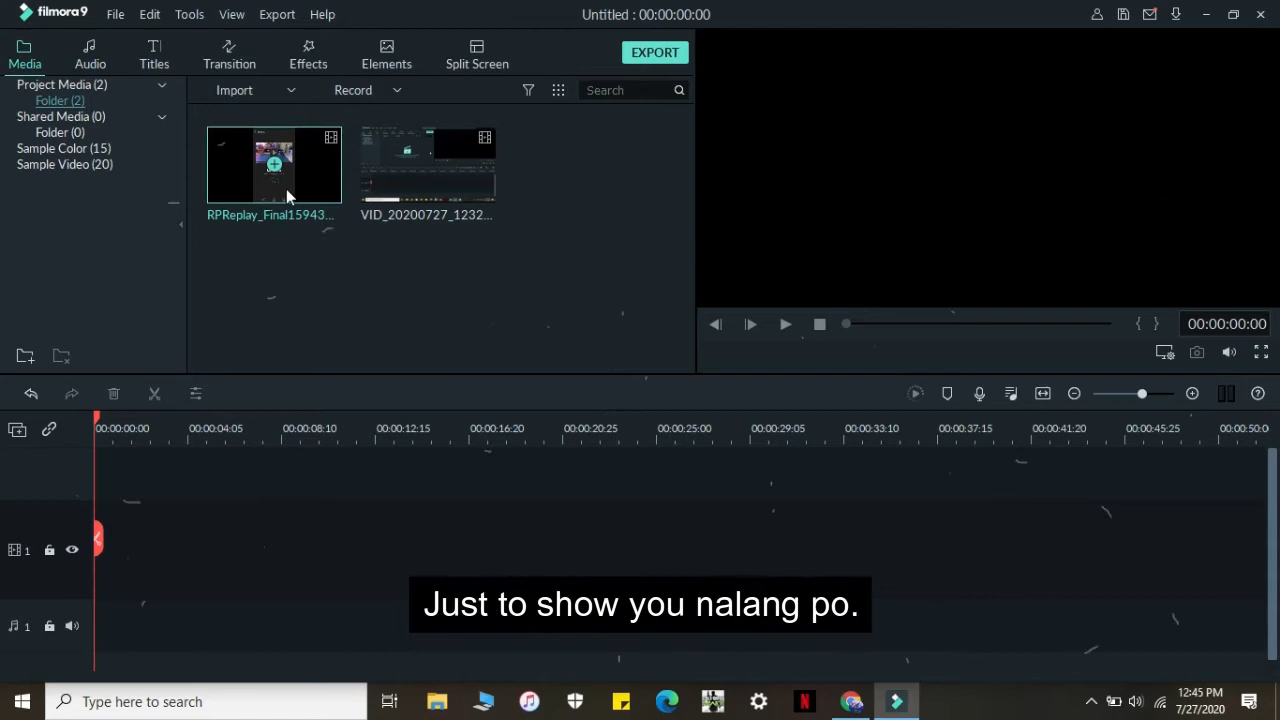 filmora9
File Edit Tools View Export Help
Untitled : 00:00:00:00
Media Audio Titles Transition Effects Elements Split Screen
EXPORT
Project Media (2)
Folder (2)
Shared Media (0)
Folder (0)
Sample Color (15)
Sample Video (20)
Import Record Search
RPReplay_Final15943...
VID_20200727_1232...
00:00:00:00
00:00:00:00 00:00:04:05 00:00:08:10 00:00:12:15 00:00:16:20 00:00:20:25 00:00:25:00 00:00:29:05 00:00:33:10 00:00:37:15 00:00:41:20 00:00:45:25 00:00:50:0
1
1
Just to show you nalang po.
Type here to search
12:45 PM
7/27/2020